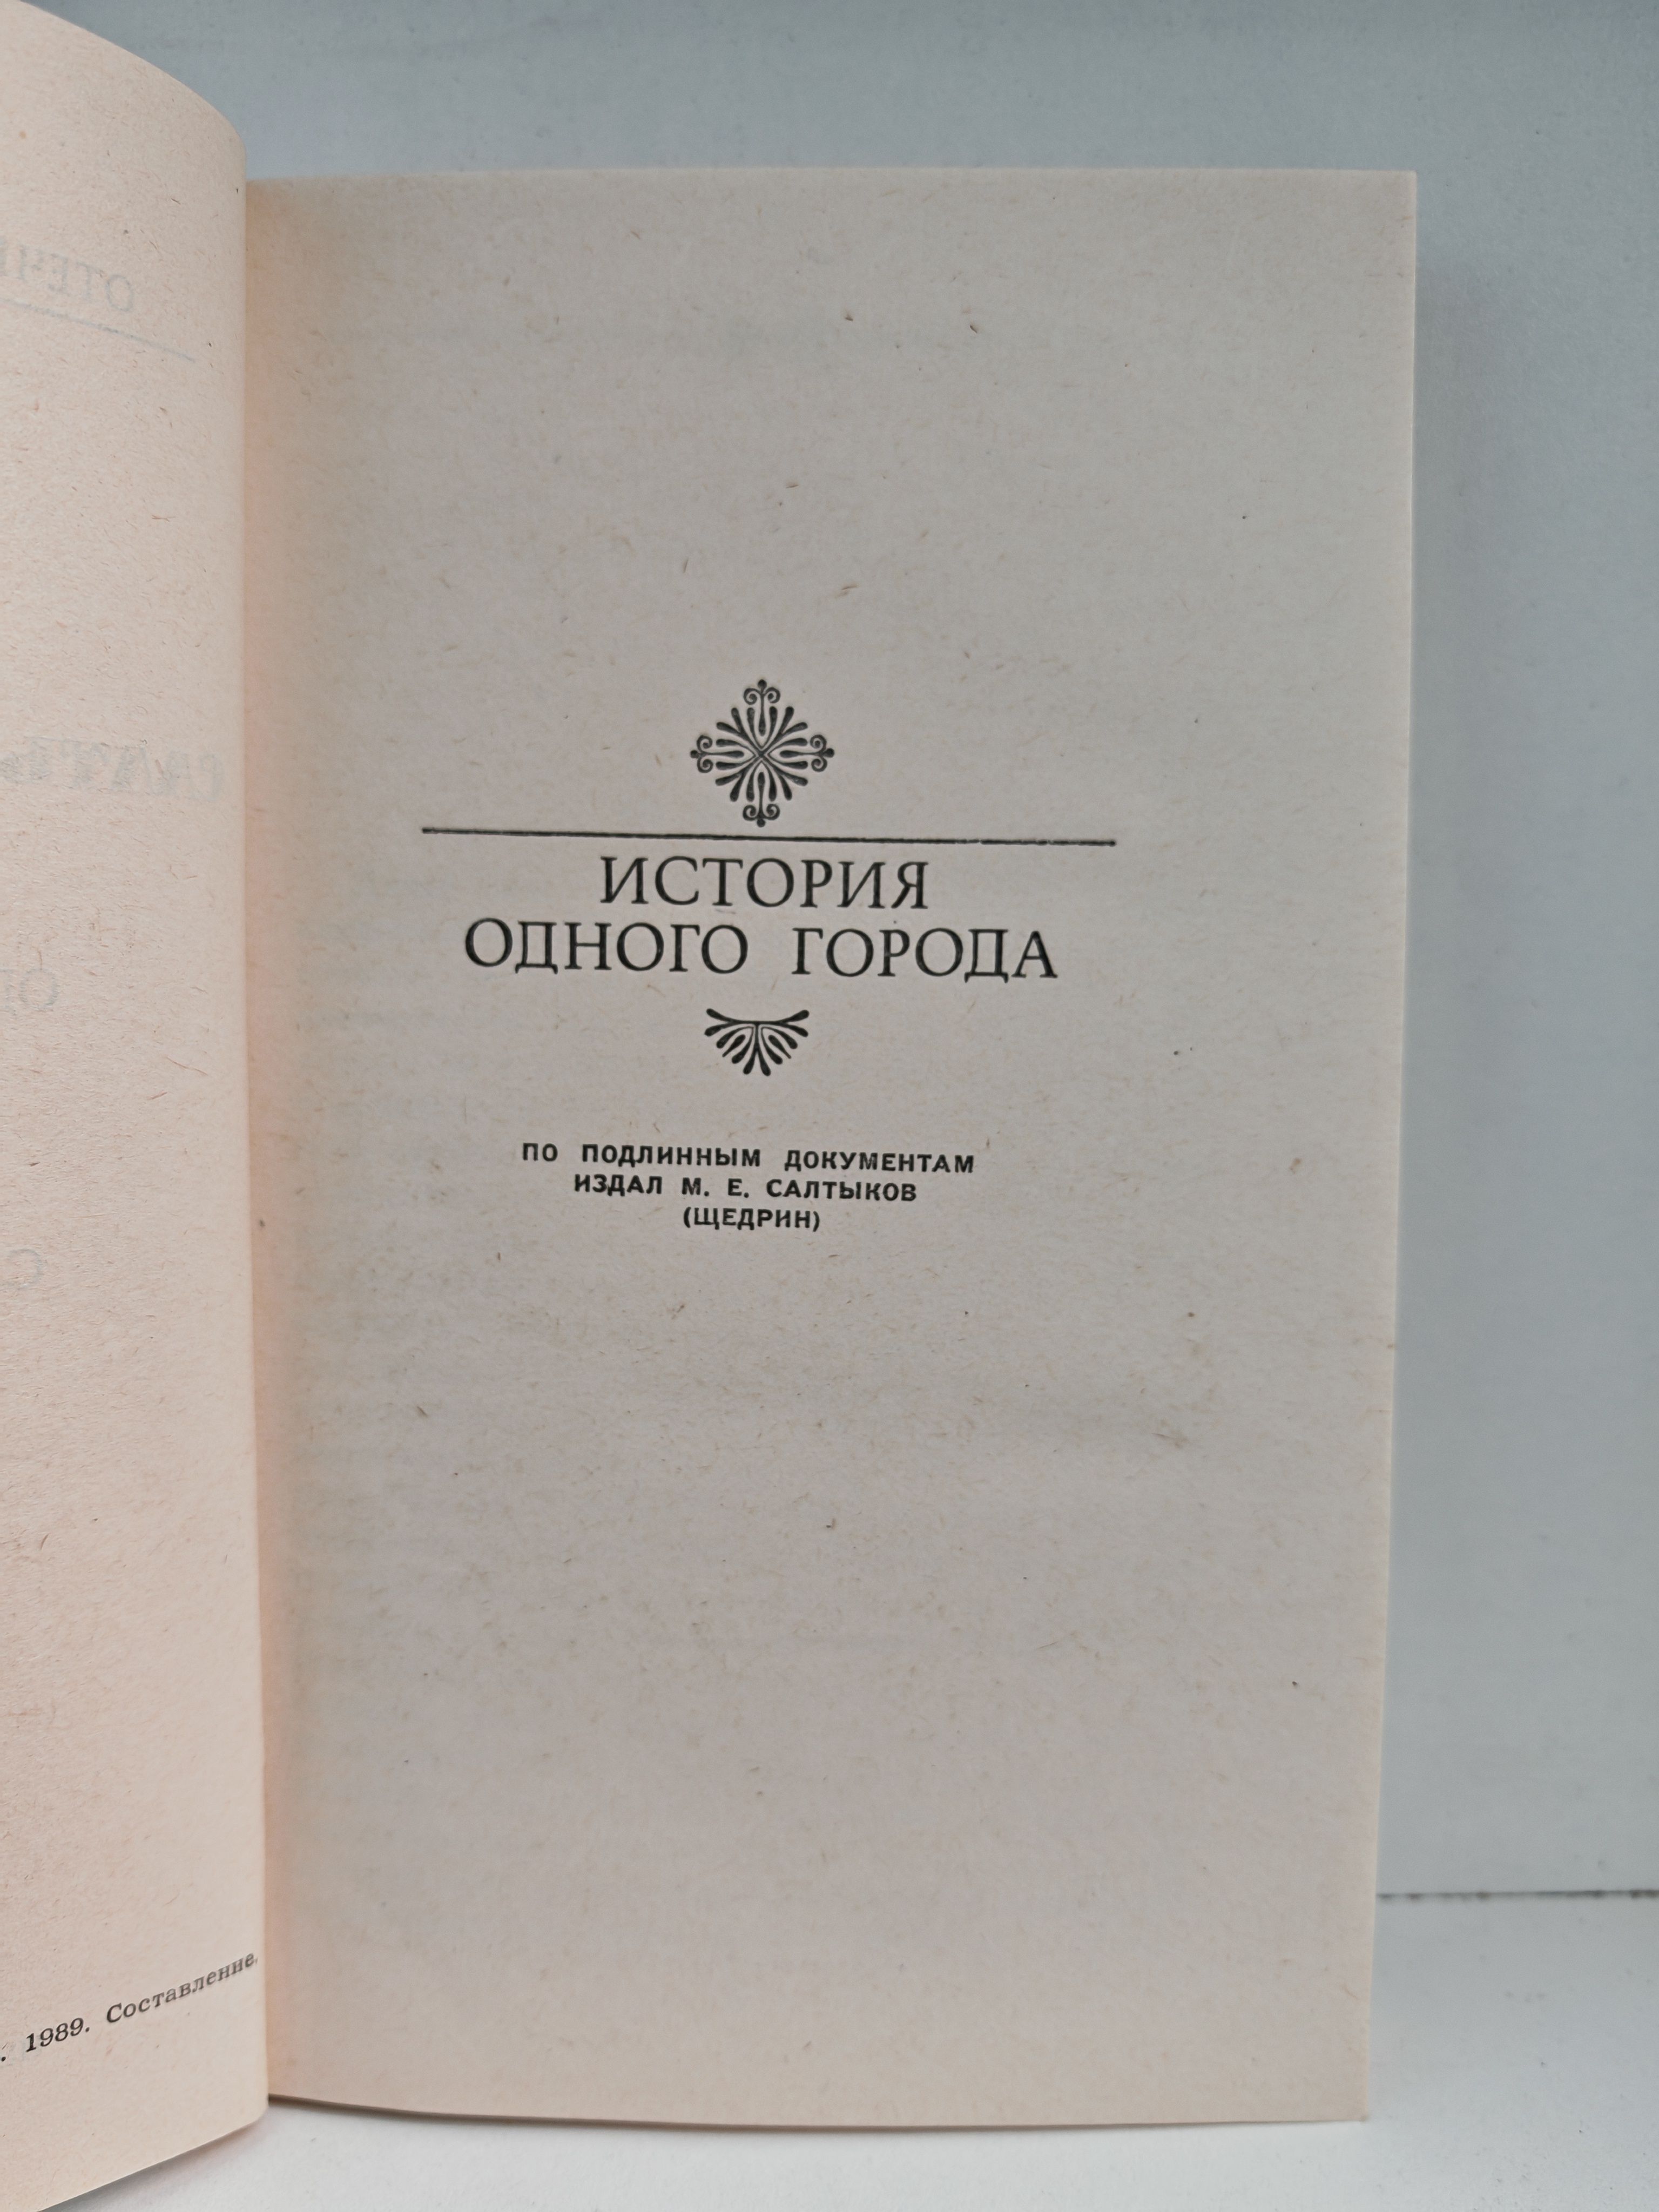 . 1989. Составление.
ИСТОРИЯ
ОДНОГО ГОРОДА
ПО ПОДЛИННЫМ ДОКУМЕНТАМ
ИЗДАЛ М. Е. САЛТЫКОВ
(ЩЕДРИН)